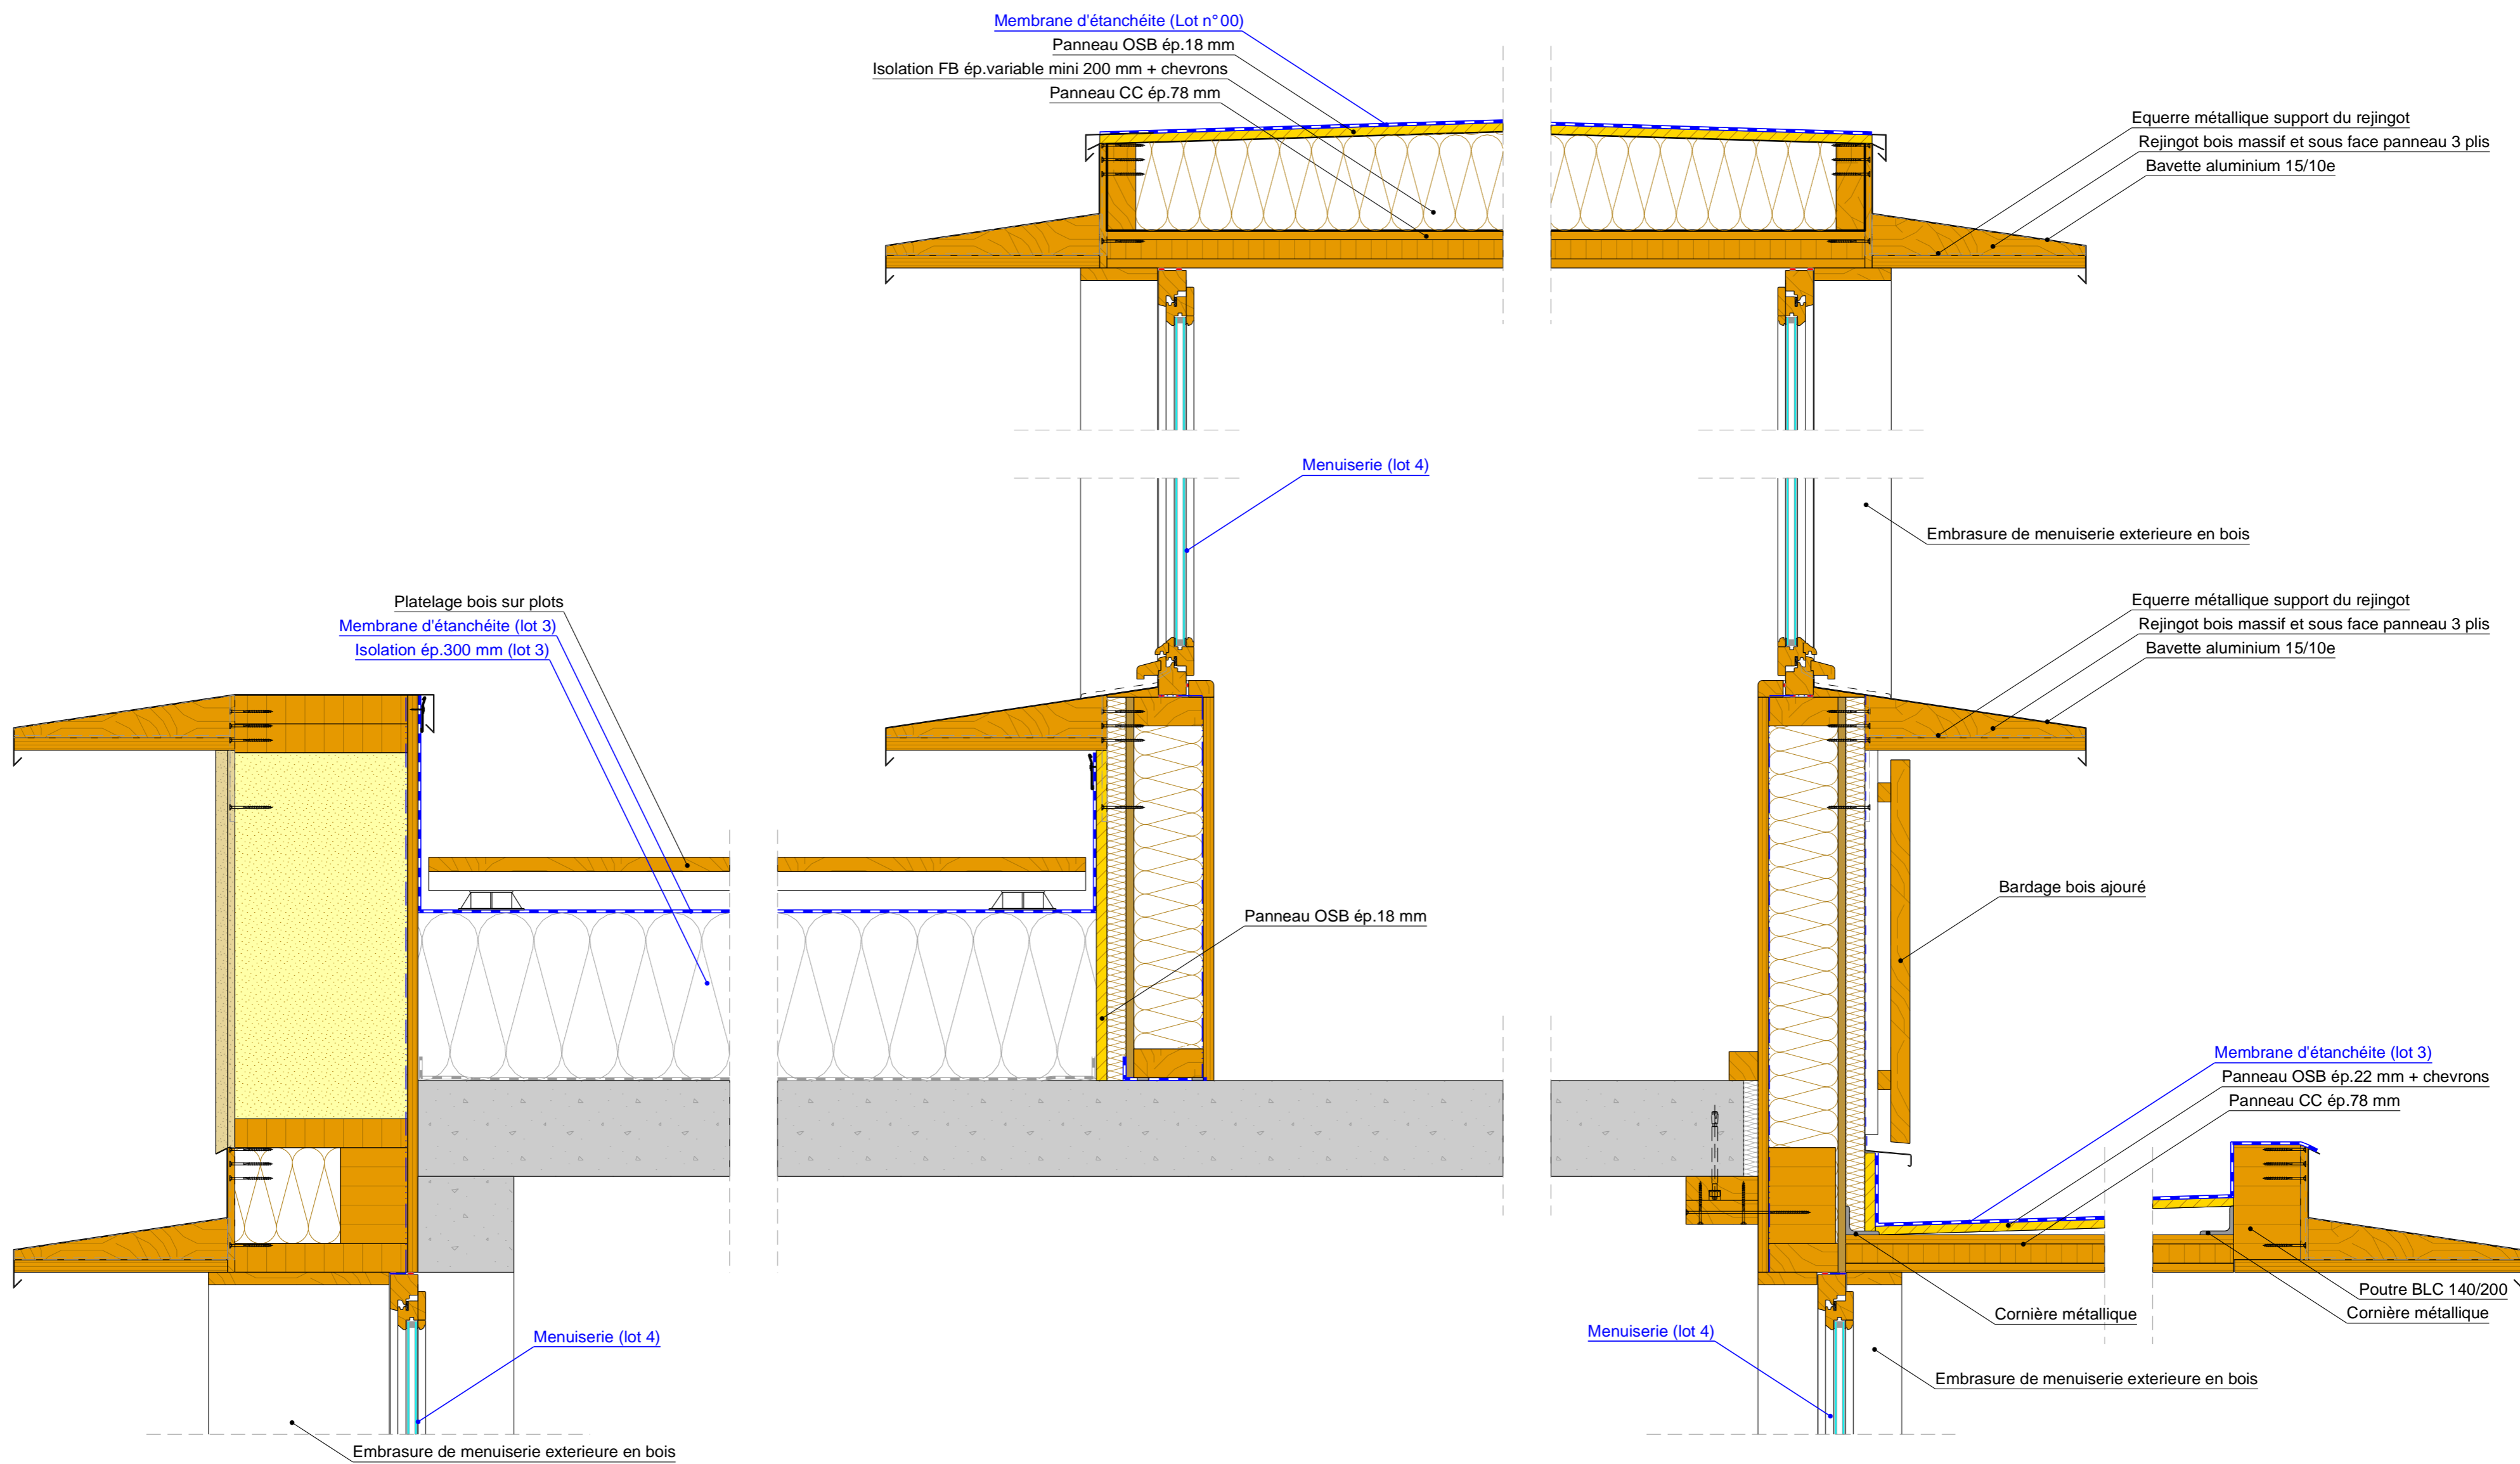 Membrane d'étanchéite (Lot n°00)
Panneau OSB ép.18 mm
Isolation FB ép.variable mini 200 mm + chevrons
Panneau CC ép.78 mm
Equerre métallique support du rejingot
Rejingot bois massif et sous face panneau 3 plis
Bavette aluminium 15/10e
Menuiserie (lot 4)
Embrasure de menuiserie exterieure en bois
Platelage bois sur plots
Membrane d'étanchéite (lot 3)
Isolation ép.300 mm (lot 3)
Equerre métallique support du rejingot
Rejingot bois massif et sous face panneau 3 plis
Bavette aluminium 15/10e
Bardage bois ajouré
Panneau OSB ép.18 mm
Membrane d'étanchéite (lot 3)
Panneau OSB ép.22 mm + chevrons
Panneau CC ép.78 mm
Poutre BLC 140/200
Cornière métallique
Cornière métallique
Menuiserie (lot 4)
Menuiserie (lot 4)
Embrasure de menuiserie exterieure en bois
Embrasure de menuiserie exterieure en bois